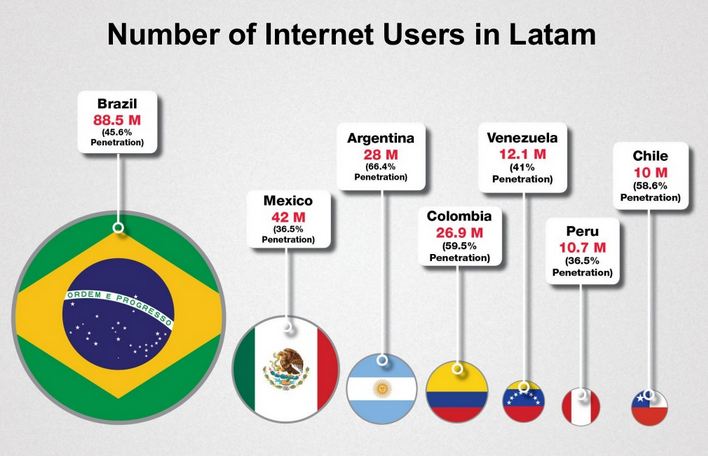 Number of Internet Users in Latam
Brazil
88.5 M
(45.6%
Penetration)
Mexico
42 M
(36.5%
Penetration)
Argentina
28 M
(66.4%
Penetration)
Colombia
26.9 M
(59.5%
Penetration)
Venezuela
12.1 M
(41%
Penetration)
Peru
10.7 M
(36.5%
Penetration)
Chile
10 M
(58.6%
Penetration)
ORDEM E PROGRESSO